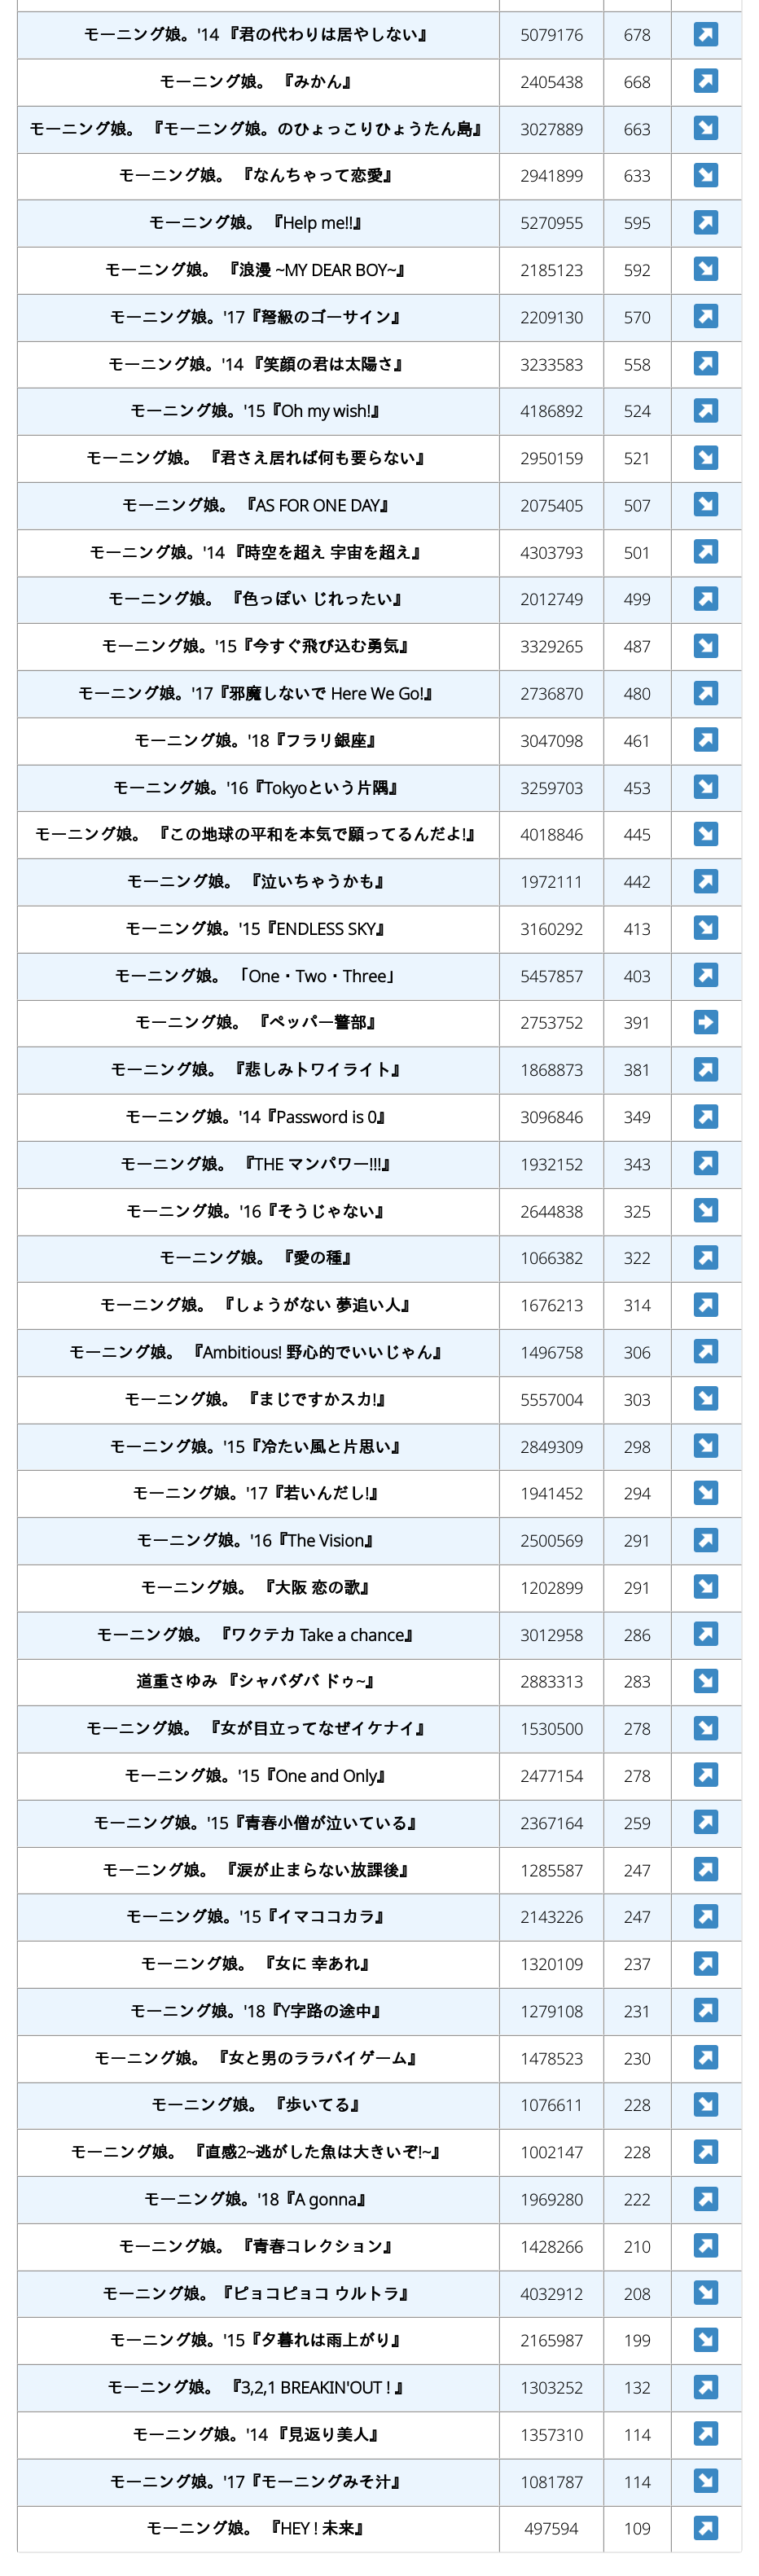 モーニング娘。'14 『君の代わりは居やしない』 5079176 678 ↗
モーニング娘。 『みかん』 2405438 668 ↗
モーニング娘。 『モーニング娘。のひょっこりひょうたん島』 3027889 663 ↘
モーニング娘。 『なんちゃって恋愛』 2941899 633 ↘
モーニング娘。 『Help me!!』 5270955 595 ↗
モーニング娘。 『浪漫 ~MY DEAR BOY~』 2185123 592 ↘
モーニング娘。'17『弩級のゴーサイン』 2209130 570 ↗
モーニング娘。'14 『笑顔の君は太陽さ』 3233583 558 ↗
モーニング娘。'15『Oh my wish!』 4186892 524 ↗
モーニング娘。 『君さえ居れば何も要らない』 2950159 521 ↘
モーニング娘。 『AS FOR ONE DAY』 2075405 507 ↘
モーニング娘。'14 『時空を超え 宇宙を超え』 4303793 501 ↗
モーニング娘。 『色っぽい じれったい』 2012749 499 ↗
モーニング娘。'15『今すぐ飛び込む勇気』 3329265 487 ↘
モーニング娘。'17『邪魔しないで Here We Go!』 2736870 480 ↗
モーニング娘。'18『フラリ銀座』 3047098 461 ↗
モーニング娘。'16『Tokyoという片隅』 3259703 453 ↘
モーニング娘。 『この地球の平和を本気で願ってるんだよ!』 4018846 445 ↘
モーニング娘。 『泣いちゃうかも』 1972111 442 ↗
モーニング娘。'15『ENDLESS SKY』 3160292 413 ↘
モーニング娘。 「One・Two・Three」 5457857 403 ↗
モーニング娘。 『ペッパー警部』 2753752 391 ➡
モーニング娘。 『悲しみトワイライト』 1868873 381 ↗
モーニング娘。'14『Password is 0』 3096846 349 ↗
モーニング娘。 『THE マンパワー!!!』 1932152 343 ↗
モーニング娘。'16『そうじゃない』 2644838 325 ↘
モーニング娘。 『愛の種』 1066382 322 ↗
モーニング娘。 『しょうがない 夢追い人』 1676213 314 ↗
モーニング娘。 『Ambitious! 野心的でいいじゃん』 1496758 306 ↗
モーニング娘。 『まじですかスカ!』 5557004 303 ↘
モーニング娘。'15『冷たい風と片思い』 2849309 298 ↘
モーニング娘。'17『若いんだし!』 1941452 294 ↘
モーニング娘。'16『The Vision』 2500569 291 ↗
モーニング娘。 『大阪 恋の歌』 1202899 291 ↘
モーニング娘。 『ワクテカ Take a chance』 3012958 286 ↗
道重さゆみ 『シャバダバ ドゥ~』 2883313 283 ↘
モーニング娘。 『女が目立ってなぜイケナイ』 1530500 278 ↘
モーニング娘。'15『One and Only』 2477154 278 ↗
モーニング娘。'15『青春小僧が泣いている』 2367164 259 ↗
モーニング娘。 『涙が止まらない放課後』 1285587 247 ↗
モーニング娘。'15『イマココカラ』 2143226 247 ↗
モーニング娘。 『女に 幸あれ』 1320109 237 ↗
モーニング娘。'18『Y字路の途中』 1279108 231 ↗
モーニング娘。 『女と男のララバイゲーム』 1478523 230 ↗
モーニング娘。 『歩いてる』 1076611 228 ↘
モーニング娘。 『直感2~逃がした魚は大きいぞ!~』 1002147 228 ↗
モーニング娘。'18『A gonna』 1969280 222 ↗
モーニング娘。 『青春コレクション』 1428266 210 ↗
モーニング娘。『ピョコピョコ ウルトラ』 4032912 208 ↘
モーニング娘。'15『夕暮れは雨上がり』 2165987 199 ↘
モーニング娘。 『3,2,1 BREAKIN'OUT ! 』 1303252 132 ↗
モーニング娘。'14 『見返り美人』 1357310 114 ↗
モーニング娘。'17『モーニングみそ汁』 1081787 114 ↘
モーニング娘。 『HEY ! 未来』 497594 109 ↗